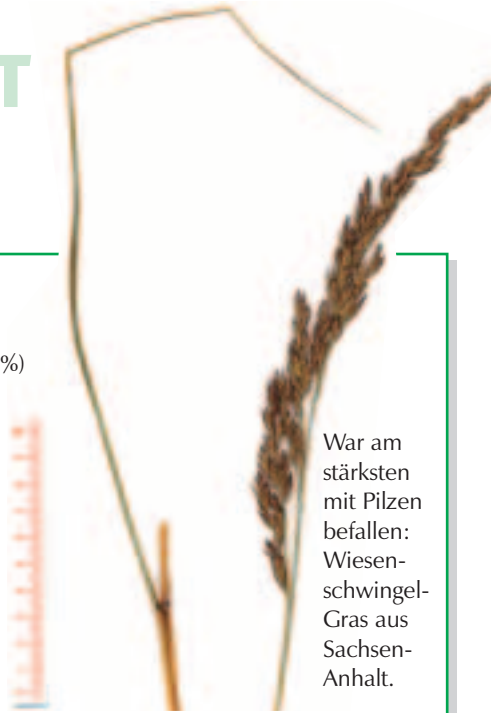 T
%)
War am
stärksten
mit Pilzen
befallen:
Wiesen-
schwingel-
Gras aus
Sachsen-
Anhalt.